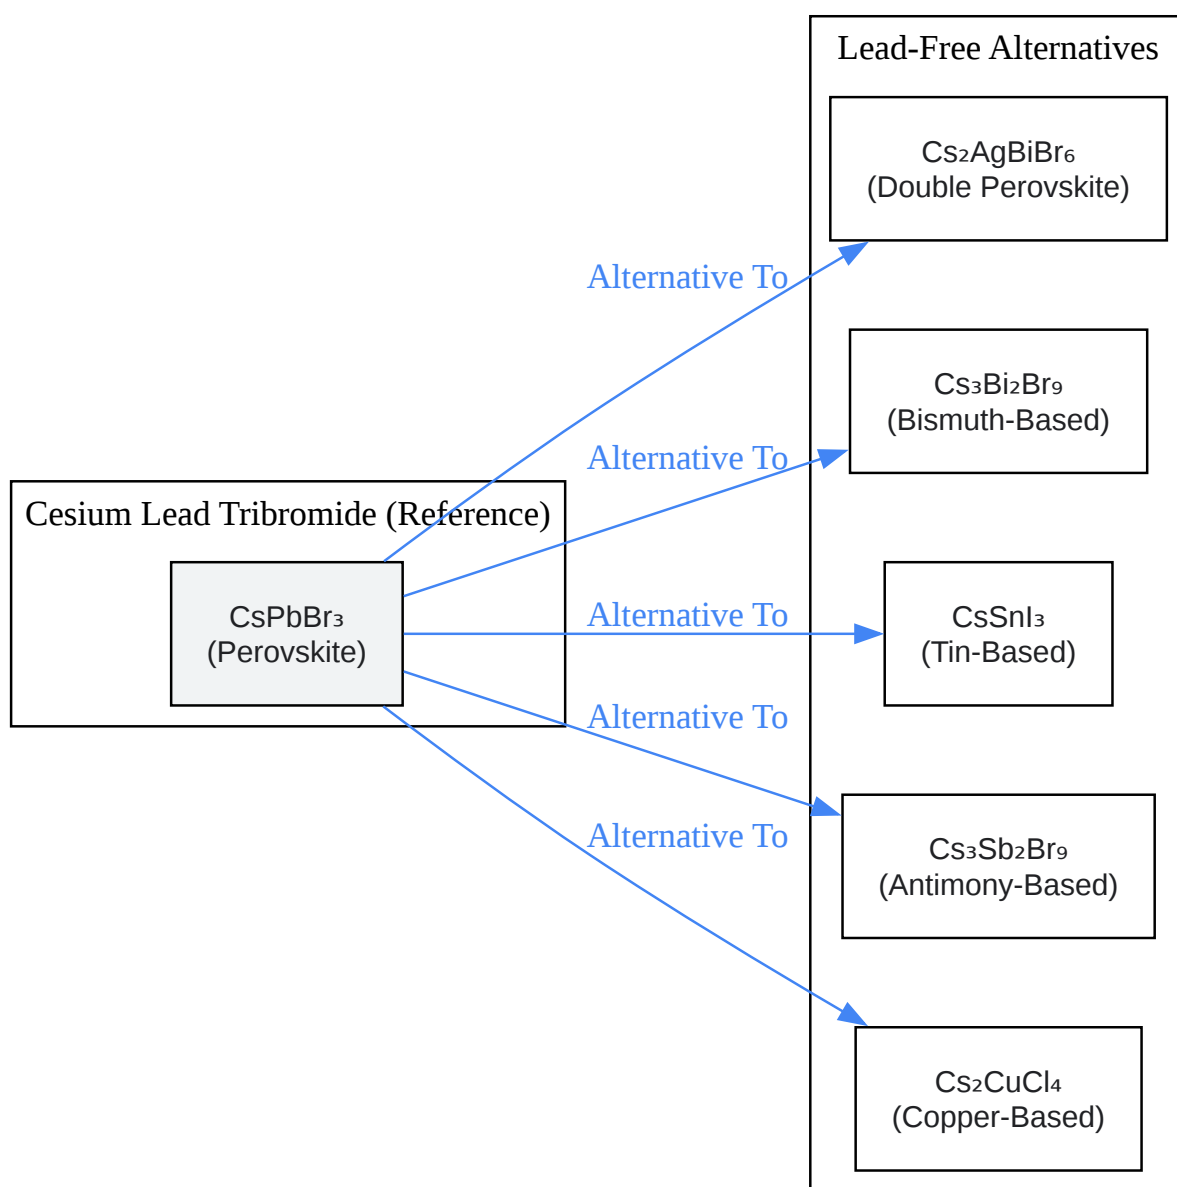 Lead-Free Alternatives
Cs₂AgBiBr₆
(Double Perovskite)
Alternative To
Cs₃Bi₂Br₉
(Bismuth-Based)
Alternative To
Cesium Lead Tribromide (Reference)
CsPbBr₃
(Perovskite)
Alternative To
CsSnI₃
(Tin-Based)
Alternative To
Cs₃Sb₂Br₉
(Antimony-Based)
Alternative To
Cs₂CuCl₄
(Copper-Based)